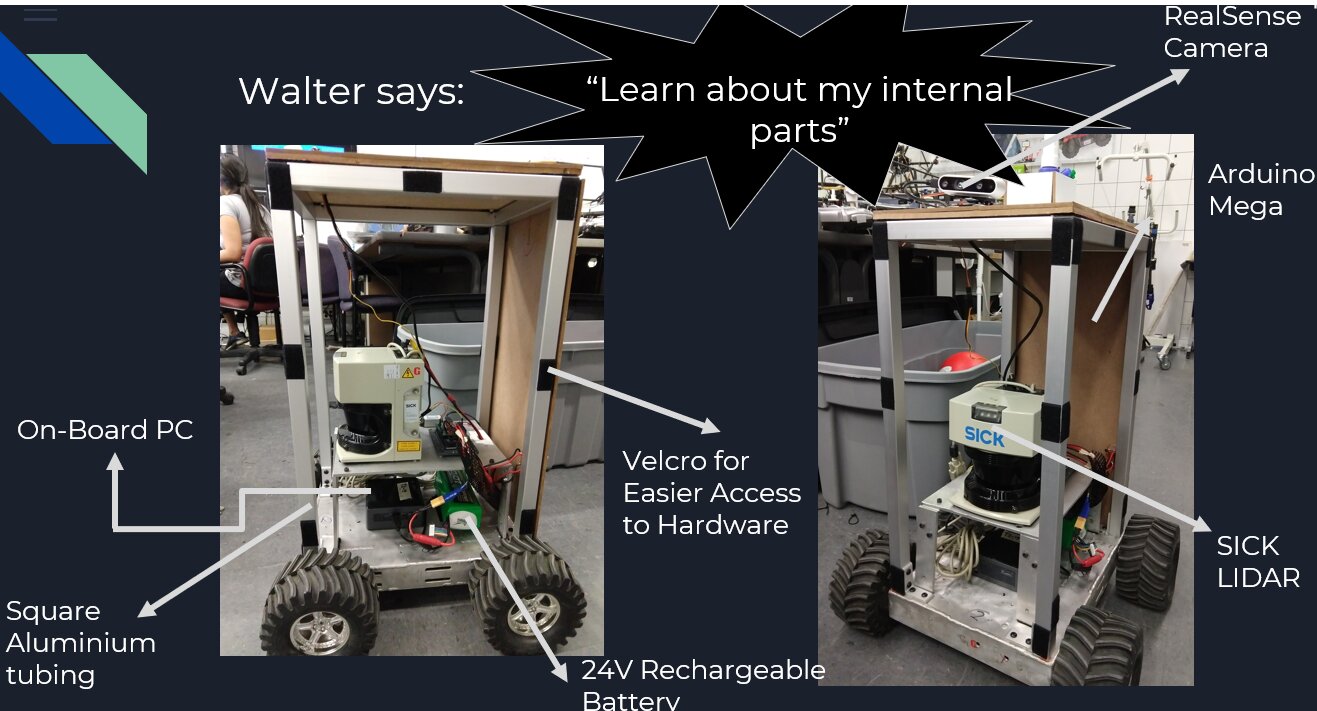 Walter says:
“Learn about my internal
parts”
RealSense
Camera
Arduino
Mega
On-Board PC
Velcro for
Easier Access
to Hardware
SICK
SICK
LIDAR
Square
Aluminium
tubing
24V Rechargeable
Battery